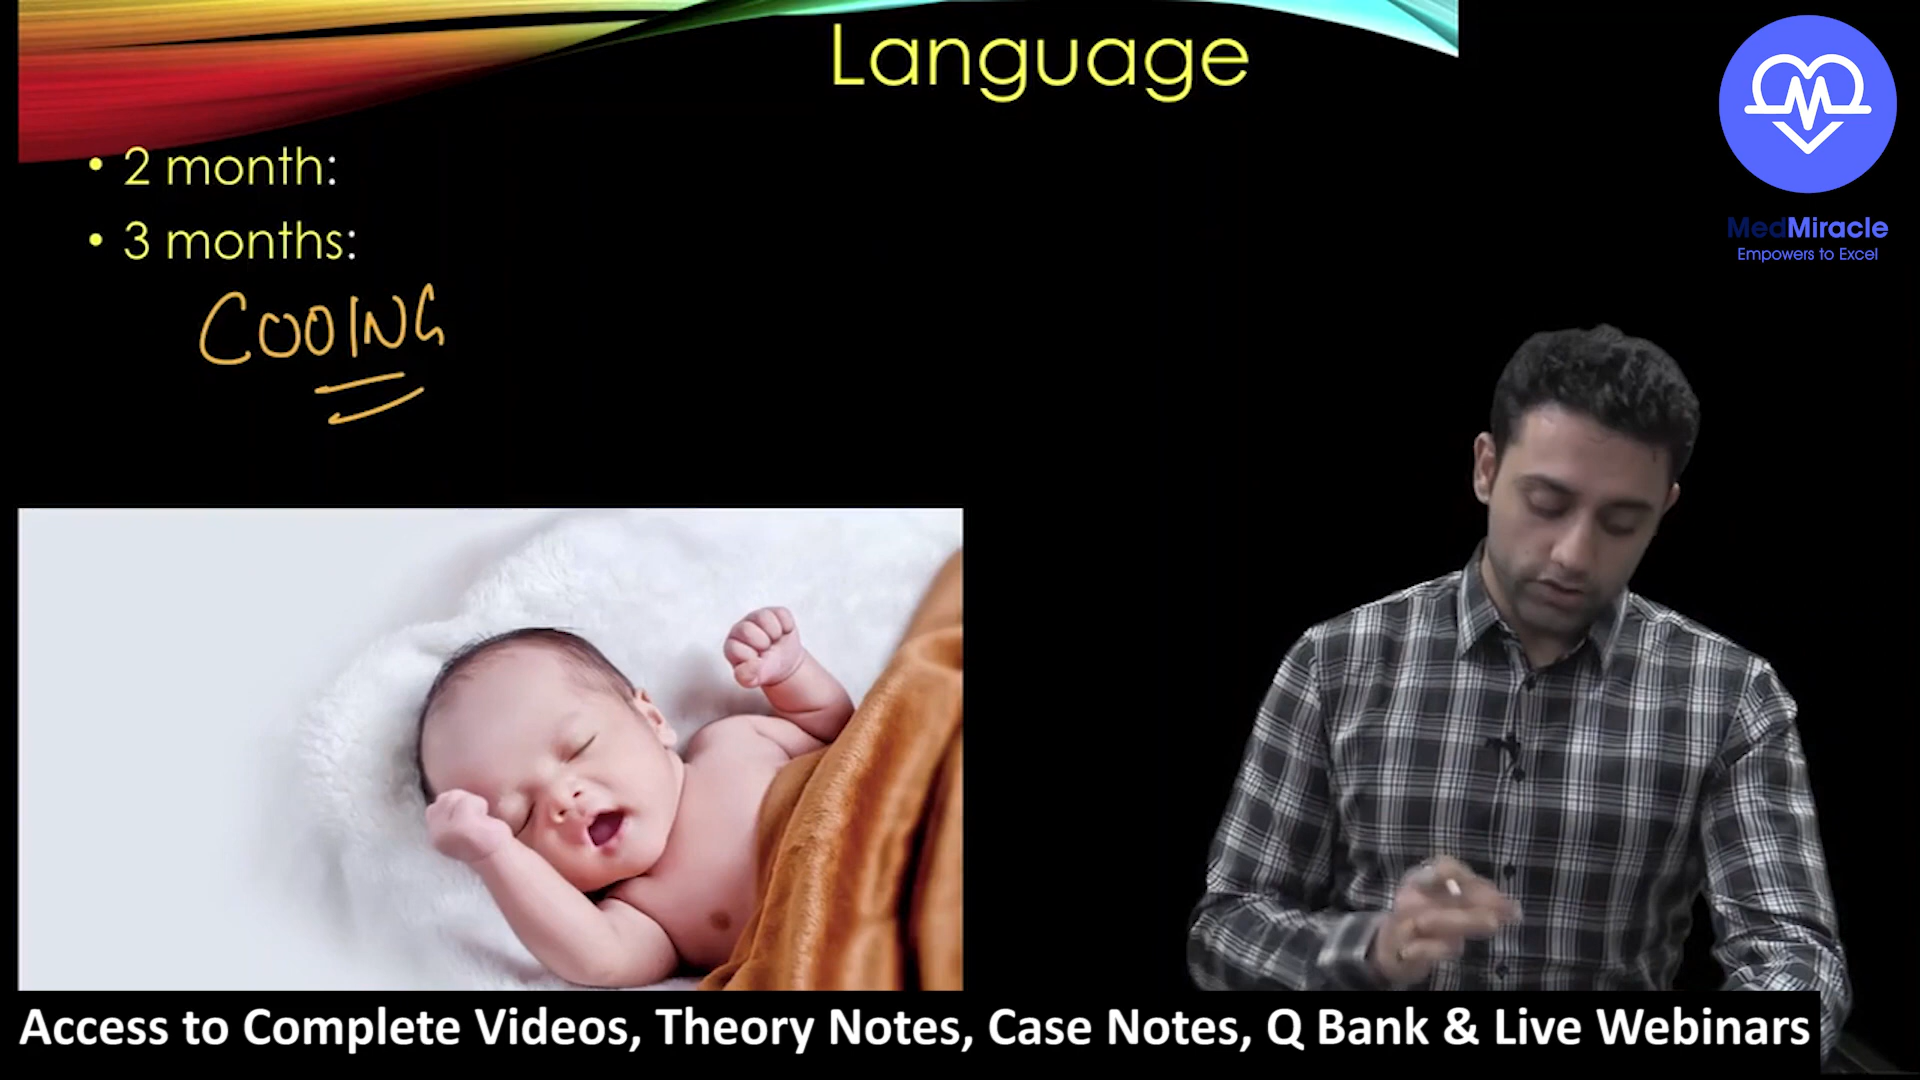 Language
• 2 month:
• 3 months:
COOING
MedMiracle
Empowers to Excel
Access to Complete Videos, Theory Notes, Case Notes, Q Bank & Live Webinars